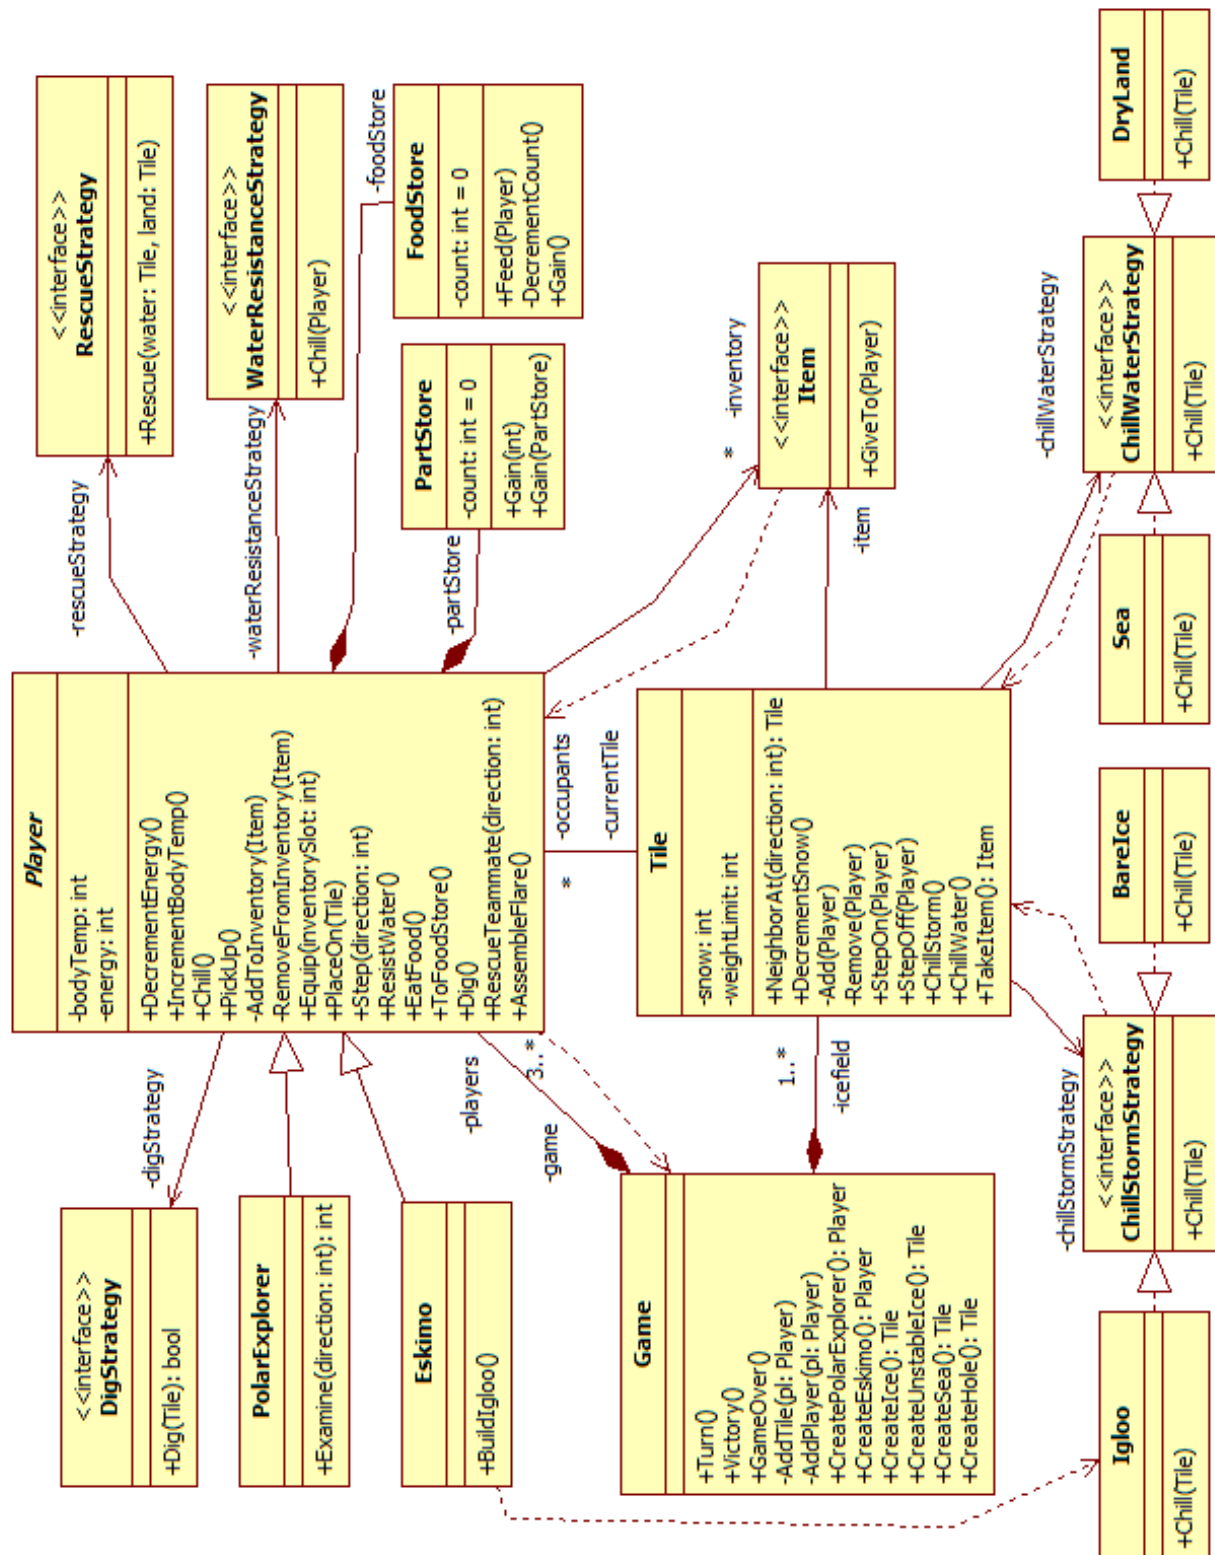 <<interface>>
DigStrategy
+Dig(Tile): bool
PolarExplorer
+Examine(direction: int): int
Eskimo
+BuildIgloo()
-digStrategy
Player
-bodyTemp: int
-energy: int
+DecrementEnergy()
+IncrementBodyTemp()
+Chill()
+PickUp()
-AddToInventory(Item)
-RemoveFromInventory(Item)
+Equip(inventorySlot: int)
+PlaceOn(Tile)
+Step(direction: int)
+ResistWater()
+EatFood()
+ToFoodStore()
+Dig()
+RescueTeammate(direction: int)
+AssembleFlare()
-rescueStrategy
<<interface>>
RescueStrategy
+Rescue(water: Tile, land: Tile)
-waterResistanceStrategy
<<interface>>
WaterResistanceStrategy
+Chill(Player)
-foodStore
FoodStore
-count: int = 0
+Feed(Player)
-DecrementCount()
+Gain()
-partStore
PartStore
-count: int = 0
+Gain(int)
+Gain(PartStore)
-players
3..*
-game
*
-occupants
-currentTile
* -inventory
<<interface>>
Item
+GiveTo(Player)
-item
Game
+Turn()
+Victory()
+GameOver()
-AddTile(pl: Player)
-AddPlayer(pl: Player)
+CreatePolarExplorer(): Player
+CreateEskimo(): Player
+CreateIce(): Tile
+CreateUnstableIce(): Tile
+CreateSea(): Tile
+CreateHole(): Tile
1..*
-icefield
Tile
-snow: int
-weightLimit: int
+NeighborAt(direction: int): Tile
+DecrementSnow()
-Add(Player)
-Remove(Player)
+StepOn(Player)
+StepOff(Player)
+ChillStorm()
+ChillWater()
+TakeItem(): Item
-chillStormStrategy
-chillWaterStrategy
Igloo
+Chill(Tile)
<<interface>>
ChillStormStrategy
+Chill(Tile)
BareIce
+Chill(Tile)
Sea
+Chill(Tile)
<<interface>>
ChillWaterStrategy
+Chill(Tile)
DryLand
+Chill(Tile)